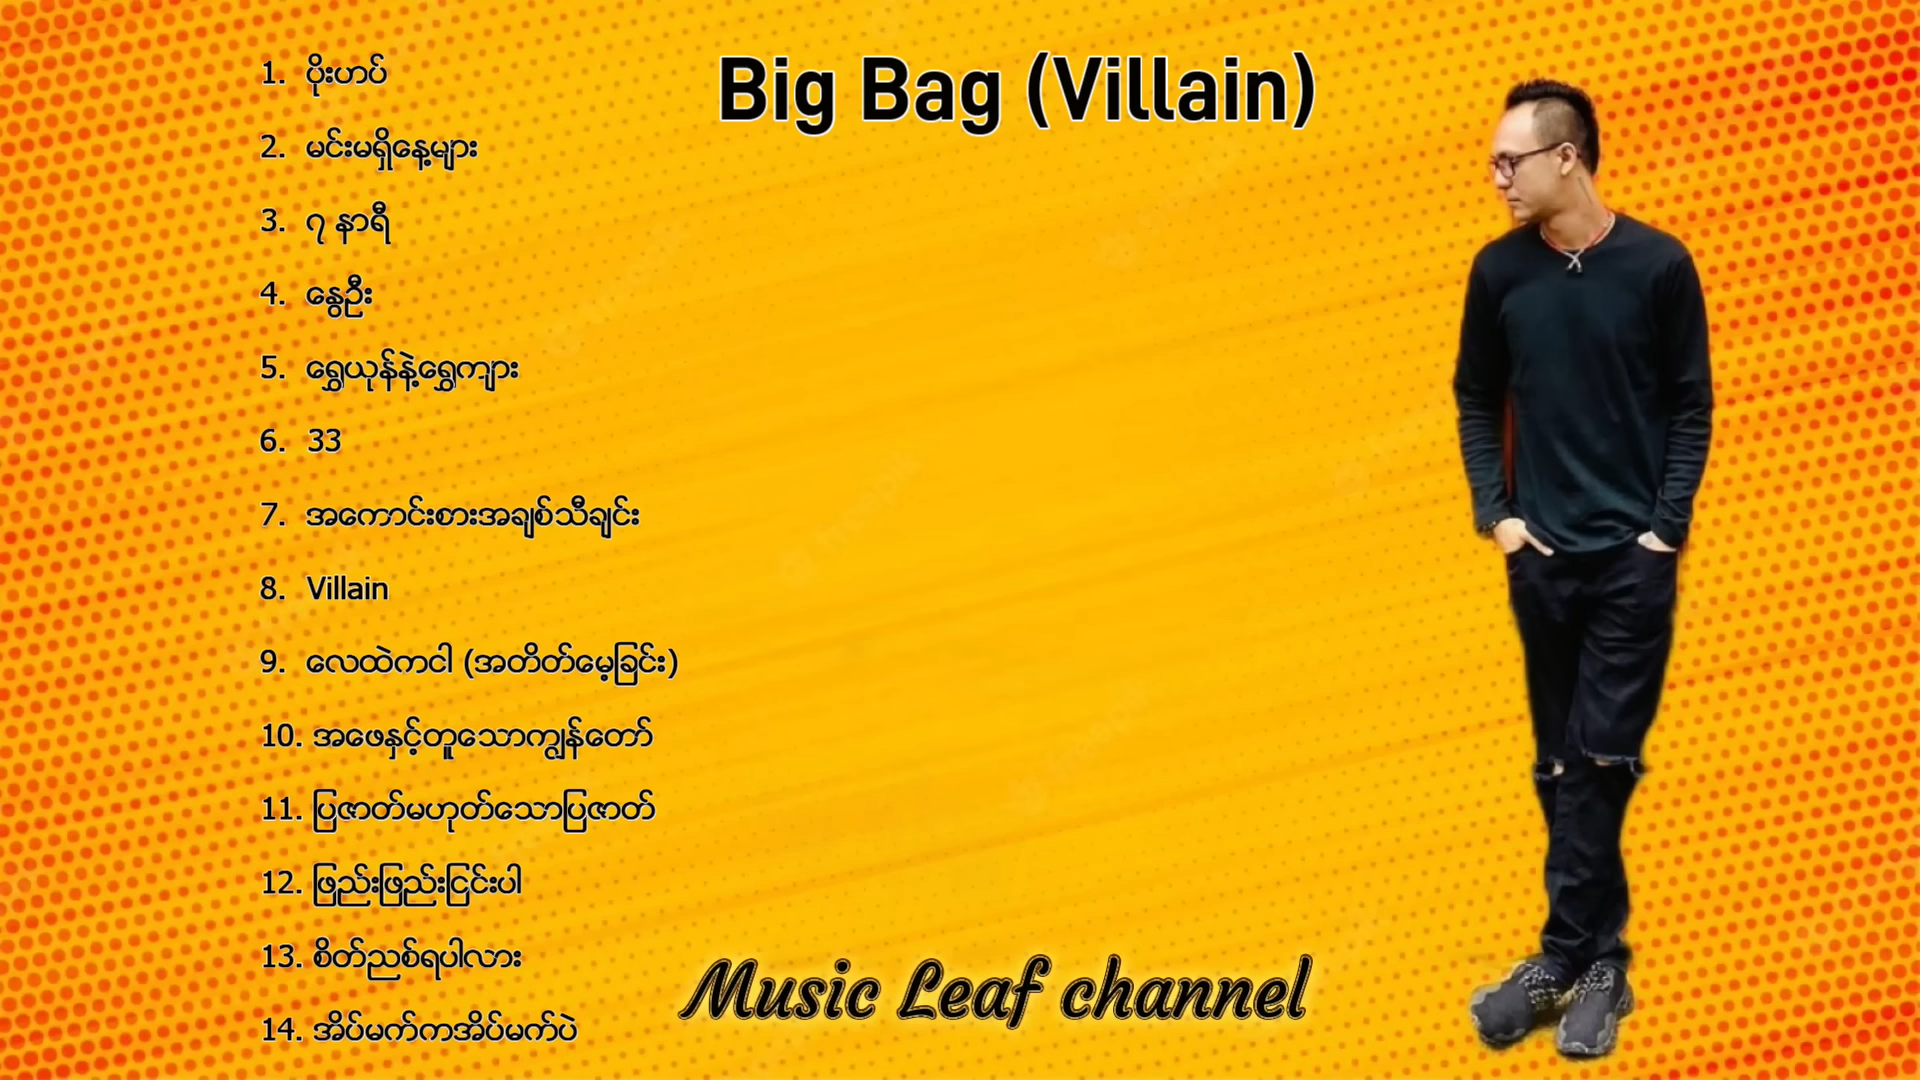 Big Bag (Villain)
1. ပိုးဟပ်
2. မင်းမရှိနေ့များ
3. ၇ နာရီ
4. နွေဦး
5. ရွှေယုန်နဲ့ရွှေကျား
6. 33
7. အကောင်းစားအချစ်သီချင်း
8. Villain
9. လေထဲကငါ (အတိတ်မေ့ခြင်း)
10. အဖေနှင့်တူသောကျွန်တော်
11. ပြဇာတ်မဟုတ်သောပြဇာတ်
12. ဖြည်းဖြည်းငြင်းပါ
13. စိတ်ညစ်ရပါလား
14. အိပ်မက်ကအိပ်မက်ပဲ
Music Leaf channel